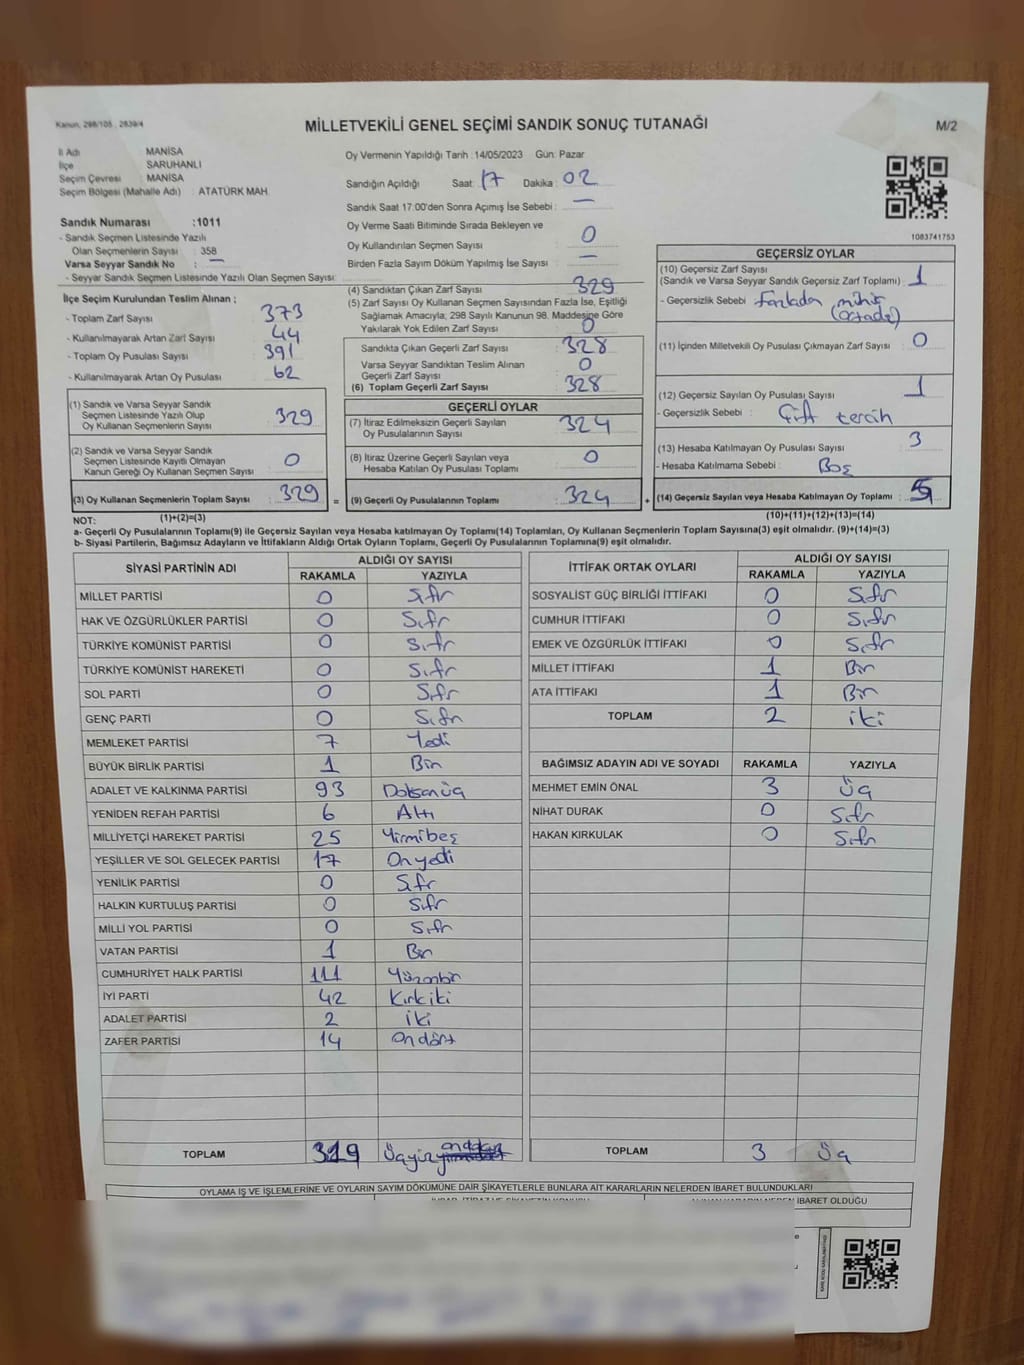 Kanun, 298/105 , 2839/4
MİLLETVEKİLİ GENEL SEÇİMİ SANDIK SONUÇ TUTANAĞI
M/2
İl Adı MANİSA
İlçe SARUHANLI
Seçim Çevresi : MANİSA
Seçim Bölgesi (Mahalle Adı) : ATATÜRK MAH.
Sandık Numarası :1011
- Sandık Seçmen Listesinde Yazılı
Olan Seçmenlerin Sayısı : 358
Varsa Seyyar Sandık No : —
- Seyyar Sandık Seçmen Listesinde Yazılı Olan Seçmen Sayısı:
Oy Vermenin Yapıldığı Tarih :14/05/2023 Gün: Pazar
Sandığın Açıldığı Saat 17 Dakika : 02
Sandık Saat 17.00'den Sonra Açımış İse Sebebi : —
Oy Verme Saati Bitiminde Sırada Bekleyen ve
Oy Kullandırılan Seçmen Sayısı : 0
Birden Fazla Sayım Döküm Yapılmış İse Sayısı : —
1083741753
İlçe Seçim Kurulundan Teslim Alınan ;
- Toplam Zarf Sayısı : 373
- Kullanılmayarak Artan Zarf Sayısı : 44
- Toplam Oy Pusulası Sayısı : 391
- Kullanılmayarak Artan Oy Pusulası : 62
(1) Sandık ve Varsa Seyyar Sandık
Seçmen Listesinde Yazılı Olup
Oy Kullanan Seçmenlerin Sayısı : 329
(2) Sandık ve Varsa Seyyar Sandık
Seçmen Listesinde Kayıtlı Olmayan
Kanun Gereği Oy Kullanan Seçmen Sayısı : 0
(3) Oy Kullanan Seçmenlerin Toplam Sayısı : 329 =
(1)+(2)=(3)
(4) Sandıktan Çıkan Zarf Sayısı : 329
(5) Zarf Sayısı Oy Kullanan Seçmen Sayısından Fazla İse, Eşitliği
Sağlamak Amacıyla, 298 Sayılı Kanunun 98. Maddesine Göre
Yakılarak Yok Edilen Zarf Sayısı : 0
Sandıkta Çıkan Geçerli Zarf Sayısı : 328
Varsa Seyyar Sandıktan Teslim Alınan
Geçerli Zarf Sayısı : 0
(6) Toplam Geçerli Zarf Sayısı : 328
GEÇERLİ OYLAR
(7) İtiraz Edilmeksizin Geçerli Sayılan
Oy Pusulalarının Sayısı : 324
(8) İtiraz Üzerine Geçerli Sayılan veya
Hesaba Katılan Oy Pusulası Toplamı : 0
(9) Geçerli Oy Pusulalarının Toplamı : 324 +
GEÇERSİZ OYLAR
(10) Geçersiz Zarf Sayısı
(Sandık ve Varsa Seyyar Sandık Geçersiz Zarf Toplamı) : 1
- Geçersizlik Sebebi : Fazlada mühür
(Ortada)
(11) İçinden Milletvekili Oy Pusulası Çıkmayan Zarf Sayısı : 0
(12) Geçersiz Sayılan Oy Pusulası Sayısı : 1
- Geçersizlik Sebebi : Çift tercih
(13) Hesaba Katılmayan Oy Pusulası Sayısı : 3
- Hesaba Katılmama Sebebi : Boş
(14) Geçersiz Sayılan veya Hesaba Katılmayan Oy Toplamı : 5
(10)+(11)+(12)+(13)=(14)
NOT:
a- Geçerli Oy Pusulalarının Toplamı(9) ile Geçersiz Sayılan veya Hesaba katılmayan Oy Toplamı(14) Toplamları, Oy Kullanan Seçmenlerin Toplam Sayısına(3) eşit olmalıdır. (9)+(14)=(3)
b- Siyasi Partilerin, Bağımsız Adayların ve İttifakların Aldığı Ortak Oyların Toplamı, Geçerli Oy Pusulalarının Toplamına(9) eşit olmalıdır.
SİYASİ PARTİNİN ADI ALDIĞI OY SAYISI
RAKAMLA YAZIYLA
MİLLET PARTİSİ 0 Sıfır
HAK VE ÖZGÜRLÜKLER PARTİSİ 0 Sıfır
TÜRKİYE KOMÜNİST PARTİSİ 0 Sıfır
TÜRKİYE KOMÜNİST HAREKETİ 0 Sıfır
SOL PARTİ 0 Sıfır
GENÇ PARTİ 0 Sıfır
MEMLEKET PARTİSİ 7 Yedi
BÜYÜK BİRLİK PARTİSİ 1 Bir
ADALET VE KALKINMA PARTİSİ 93 Doksanüç
YENİDEN REFAH PARTİSİ 6 Altı
MİLLİYETÇİ HAREKET PARTİSİ 25 Yirmibeş
YEŞİLLER VE SOL GELECEK PARTİSİ 17 Onyedi
YENİLİK PARTİSİ 0 Sıfır
HALKIN KURTULUŞ PARTİSİ 0 Sıfır
MİLLİ YOL PARTİSİ 0 Sıfır
VATAN PARTİSİ 1 Bir
CUMHURİYET HALK PARTİSİ 111 Yüzonbir
İYİ PARTİ 42 Kırkiki
ADALET PARTİSİ 2 İki
ZAFER PARTİSİ 14 Ondört
TOPLAM 319 Üçyüz ondokuz
İTTİFAK ORTAK OYLARI ALDIĞI OY SAYISI
RAKAMLA YAZIYLA
SOSYALİST GÜÇ BİRLİĞİ İTTİFAKI 0 Sıfır
CUMHUR İTTİFAKI 0 Sıfır
EMEK VE ÖZGÜRLÜK İTTİFAKI 0 Sıfır
MİLLET İTTİFAKI 1 Bir
ATA İTTİFAKI 1 Bir
TOPLAM 2 iki
BAĞIMSIZ ADAYIN ADI VE SOYADI RAKAMLA YAZIYLA
MEHMET EMİN ÖNAL 3 Üç
NİHAT DURAK 0 Sıfır
HAKAN KIRKULAK 0 Sıfır
TOPLAM 3 Üç
OYLAMA İŞ VE İŞLEMLERİNE VE OYLARIN SAYIM DÖKÜMÜNE DAİR ŞİKAYETLERLE BUNLARA AİT KARARLARIN NELERDEN İBARET BULUNDUKLARI
İBARET OLDUĞU